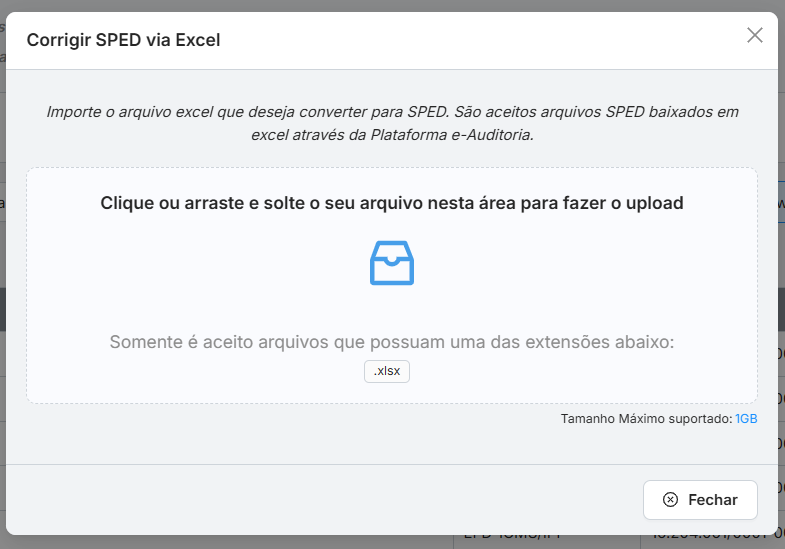 Corrigir SPED via Excel
Importe o arquivo excel que deseja converter para SPED. São aceitos arquivos SPED baixados em
excel através da Plataforma e-Auditoria.
Clique ou arraste e solte o seu arquivo nesta área para fazer o upload
Somente é aceito arquivos que possuam uma das extensões abaixo:
.xlsx
Tamanho Máximo suportado: 1GB
Fechar